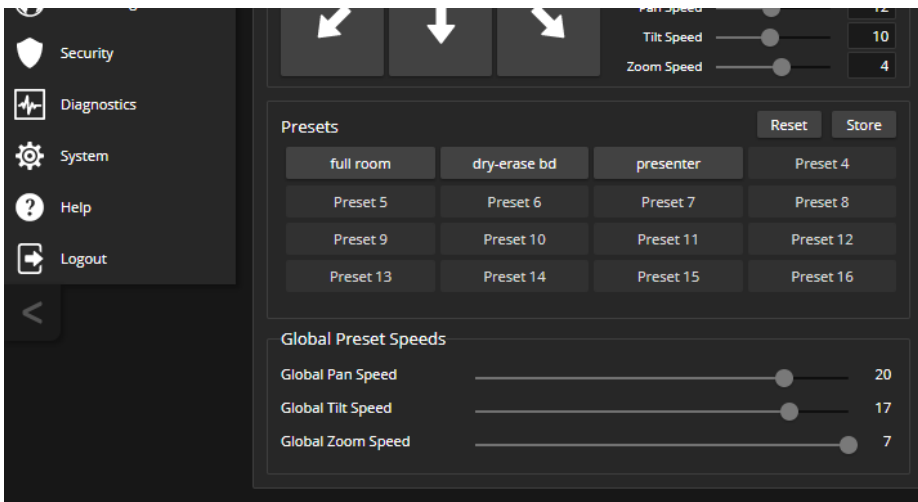 Security
Diagnostics
System
Help
Logout
<
Pan Speed 12
Tilt Speed 10
Zoom Speed 4
Presets Reset Store
full room dry-erase bd presenter Preset 4
Preset 5 Preset 6 Preset 7 Preset 8
Preset 9 Preset 10 Preset 11 Preset 12
Preset 13 Preset 14 Preset 15 Preset 16
Global Preset Speeds
Global Pan Speed 20
Global Tilt Speed 17
Global Zoom Speed 7